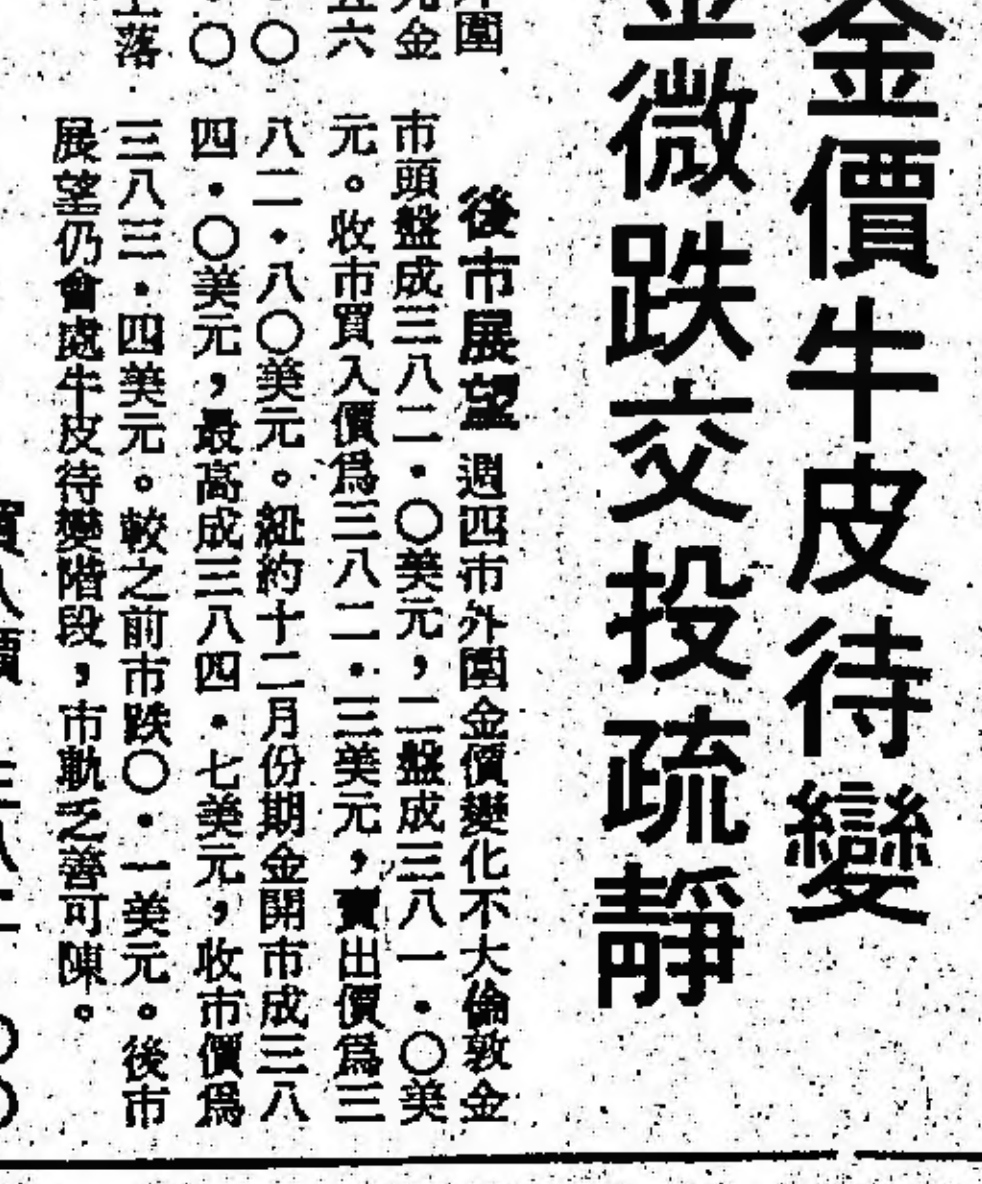 金價牛皮待變
金微跌交投疏靜
圍
金
六
〇
〇
落
後市展望 週四市外圍金價變化不大倫敦金
市頭盤成三八二・〇美元，二盤成三八一・〇美
元。收市買入價爲三八二・三美元，賣出價爲三
八二・八〇美元。紐約十二月份期金開市成三八
四・〇美元，最高成三八四・七美元，收市價爲
三八三・四美元。較之前市跌〇・一美元。後市
展望仍會處牛皮待變階段，市軌乏善可陳。